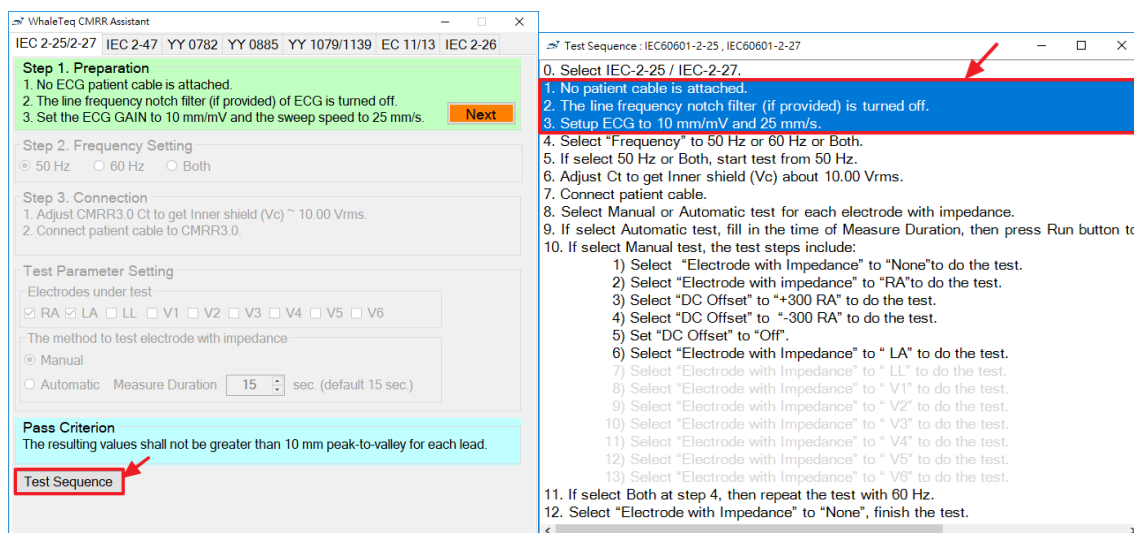 WhaleTeq CMRR Assistant
IEC 2-25/2-27 IEC 2-47 YY 0782 YY 0885 YY 1079/1139 EC 11/13 IEC 2-26
Step 1. Preparation
1. No ECG patient cable is attached.
2. The line frequency notch filter (if provided) of ECG is turned off.
3. Set the ECG GAIN to 10 mm/mV and the sweep speed to 25 mm/s.
Next
Step 2. Frequency Setting
50 Hz 60 Hz Both
Step 3. Connection
1. Adjust CMRR3.0 Ct to get Inner shield (Vc) ~ 10.00 Vrms.
2. Connect patient cable to CMRR3.0.
Test Parameter Setting
Electrodes under test
RA LA LL V1 V2 V3 V4 V5 V6
The method to test electrode with impedance
Manual
Automatic Measure Duration 15 sec. (default 15 sec.)
Pass Criterion
The resulting values shall not be greater than 10 mm peak-to-valley for each lead.
Test Sequence
Test Sequence : IEC60601-2-25 , IEC60601-2-27
0. Select IEC-2-25 / IEC-2-27.
1. No patient cable is attached.
2. The line frequency notch filter (if provided) is turned off.
3. Setup ECG to 10 mm/mV and 25 mm/s.
4. Select "Frequency" to 50 Hz or 60 Hz or Both.
5. If select 50 Hz or Both, start test from 50 Hz.
6. Adjust Ct to get Inner shield (Vc) about 10.00 Vrms.
7. Connect patient cable.
8. Select Manual or Automatic test for each electrode with impedance.
9. If select Automatic test, fill in the time of Measure Duration, then press Run button to
10. If select Manual test, the test steps include:
1) Select "Electrode with Impedance" to "None"to do the test.
2) Select "Electrode with impedance" to "RA"to do the test.
3) Select "DC Offset" to "+300 RA" to do the test.
4) Select "DC Offset" to "-300 RA" to do the test.
5) Set "DC Offset" to "Off".
6) Select "Electrode with Impedance" to " LA" to do the test.
7) Select "Electrode with Impedance" to " LL" to do the test.
8) Select "Electrode with Impedance" to " V1" to do the test.
9) Select "Electrode with Impedance" to " V2" to do the test.
10) Select "Electrode with Impedance" to " V3" to do the test.
11) Select "Electrode with Impedance" to " V4" to do the test.
12) Select "Electrode with Impedance" to " V5" to do the test.
13) Select "Electrode with Impedance" to " V6" to do the test.
11. If select Both at step 4, then repeat the test with 60 Hz.
12. Select "Electrode with Impedance" to "None", finish the test.